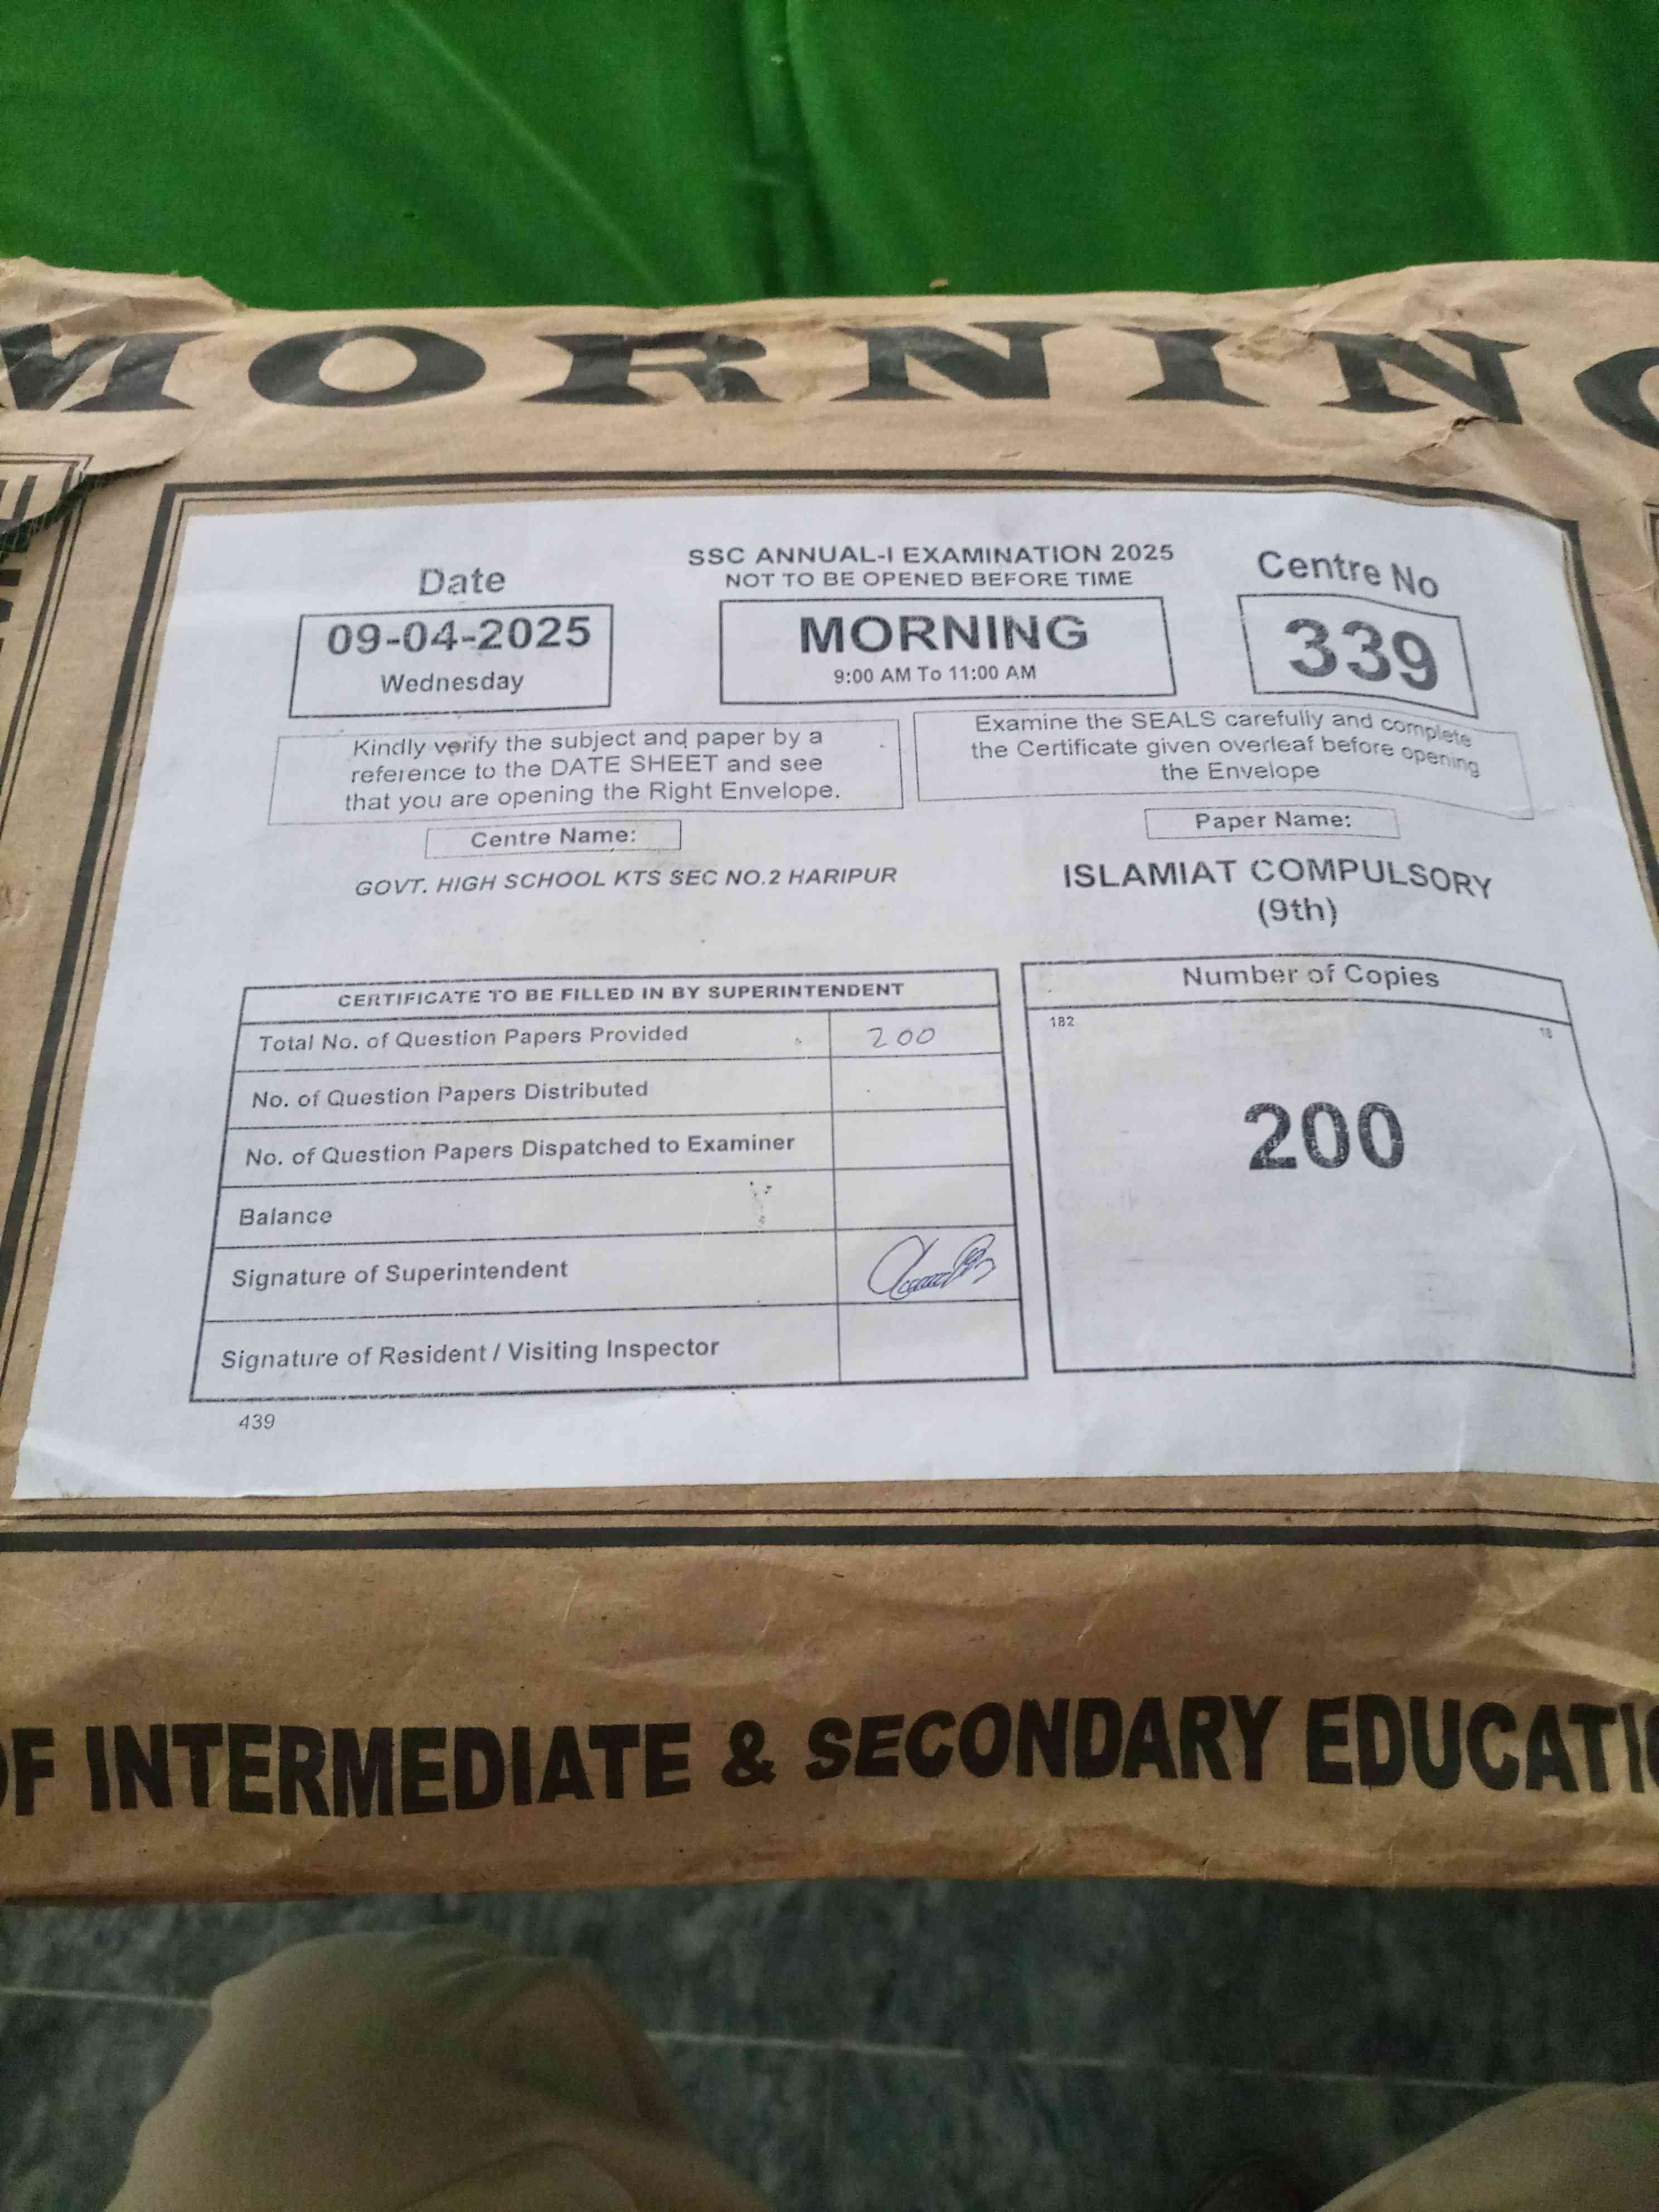 MORNING
Date
SSC ANNUAL-I EXAMINATION 2025
NOT TO BE OPENED BEFORE TIME
Centre No
09-04-2025
Wednesday
MORNING
9:00 AM To 11:00 AM
339
Kindly verify the subject and paper by a
reference to the DATE SHEET and see
that you are opening the Right Envelope.
Examine the SEALS carefully and complete
the Certificate given overleaf before opening
the Envelope
Centre Name:
GOVT. HIGH SCHOOL KTS SEC NO.2 HARIPUR
Paper Name:
ISLAMIAT COMPULSORY
(9th)
CERTIFICATE TO BE FILLED IN BY SUPERINTENDENT
Total No. of Question Papers Provided 200
No. of Question Papers Distributed
No. of Question Papers Dispatched to Examiner
Balance
Signature of Superintendent
Signature of Resident / Visiting Inspector
439
Number of Copies
182 18
200
OF INTERMEDIATE & SECONDARY EDUCATIO